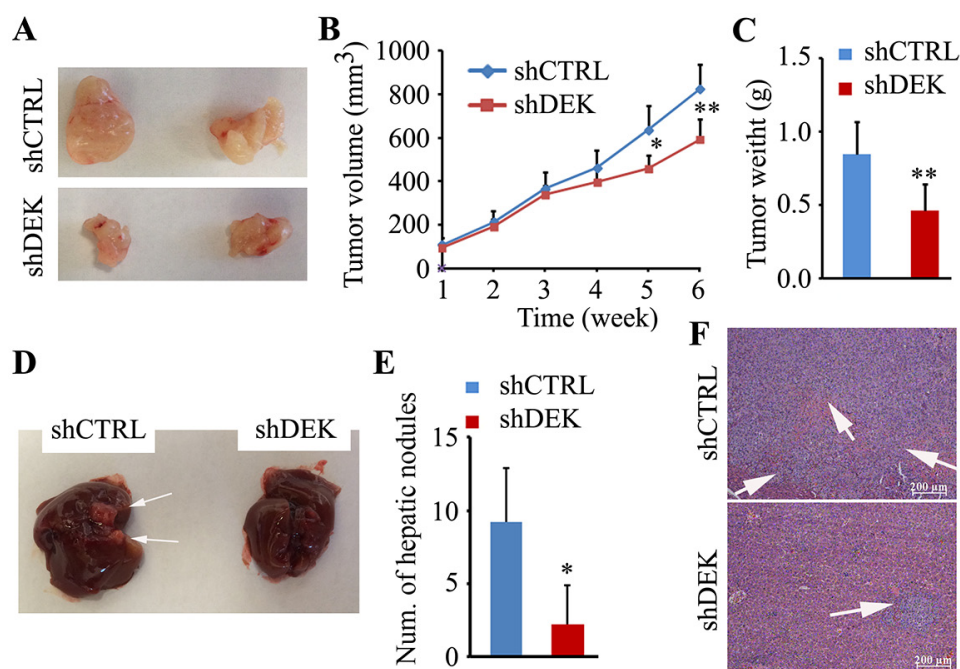 A
shCTRL
shDEK
B
Tumor volume (mm³)
1000
800
600
400
200
0
shCTRL
shDEK
*
**
1 2 3 4 5 6
Time (week)
C
Tumor weitht (g)
1.5
1.0
0.5
0.0
shCTRL
shDEK
**
D
shCTRL
shDEK
E
shCTRL
shDEK
Num. of hepatic nodules
15
10
5
0
*
F
shCTRL
200 µm
shDEK
200 µm